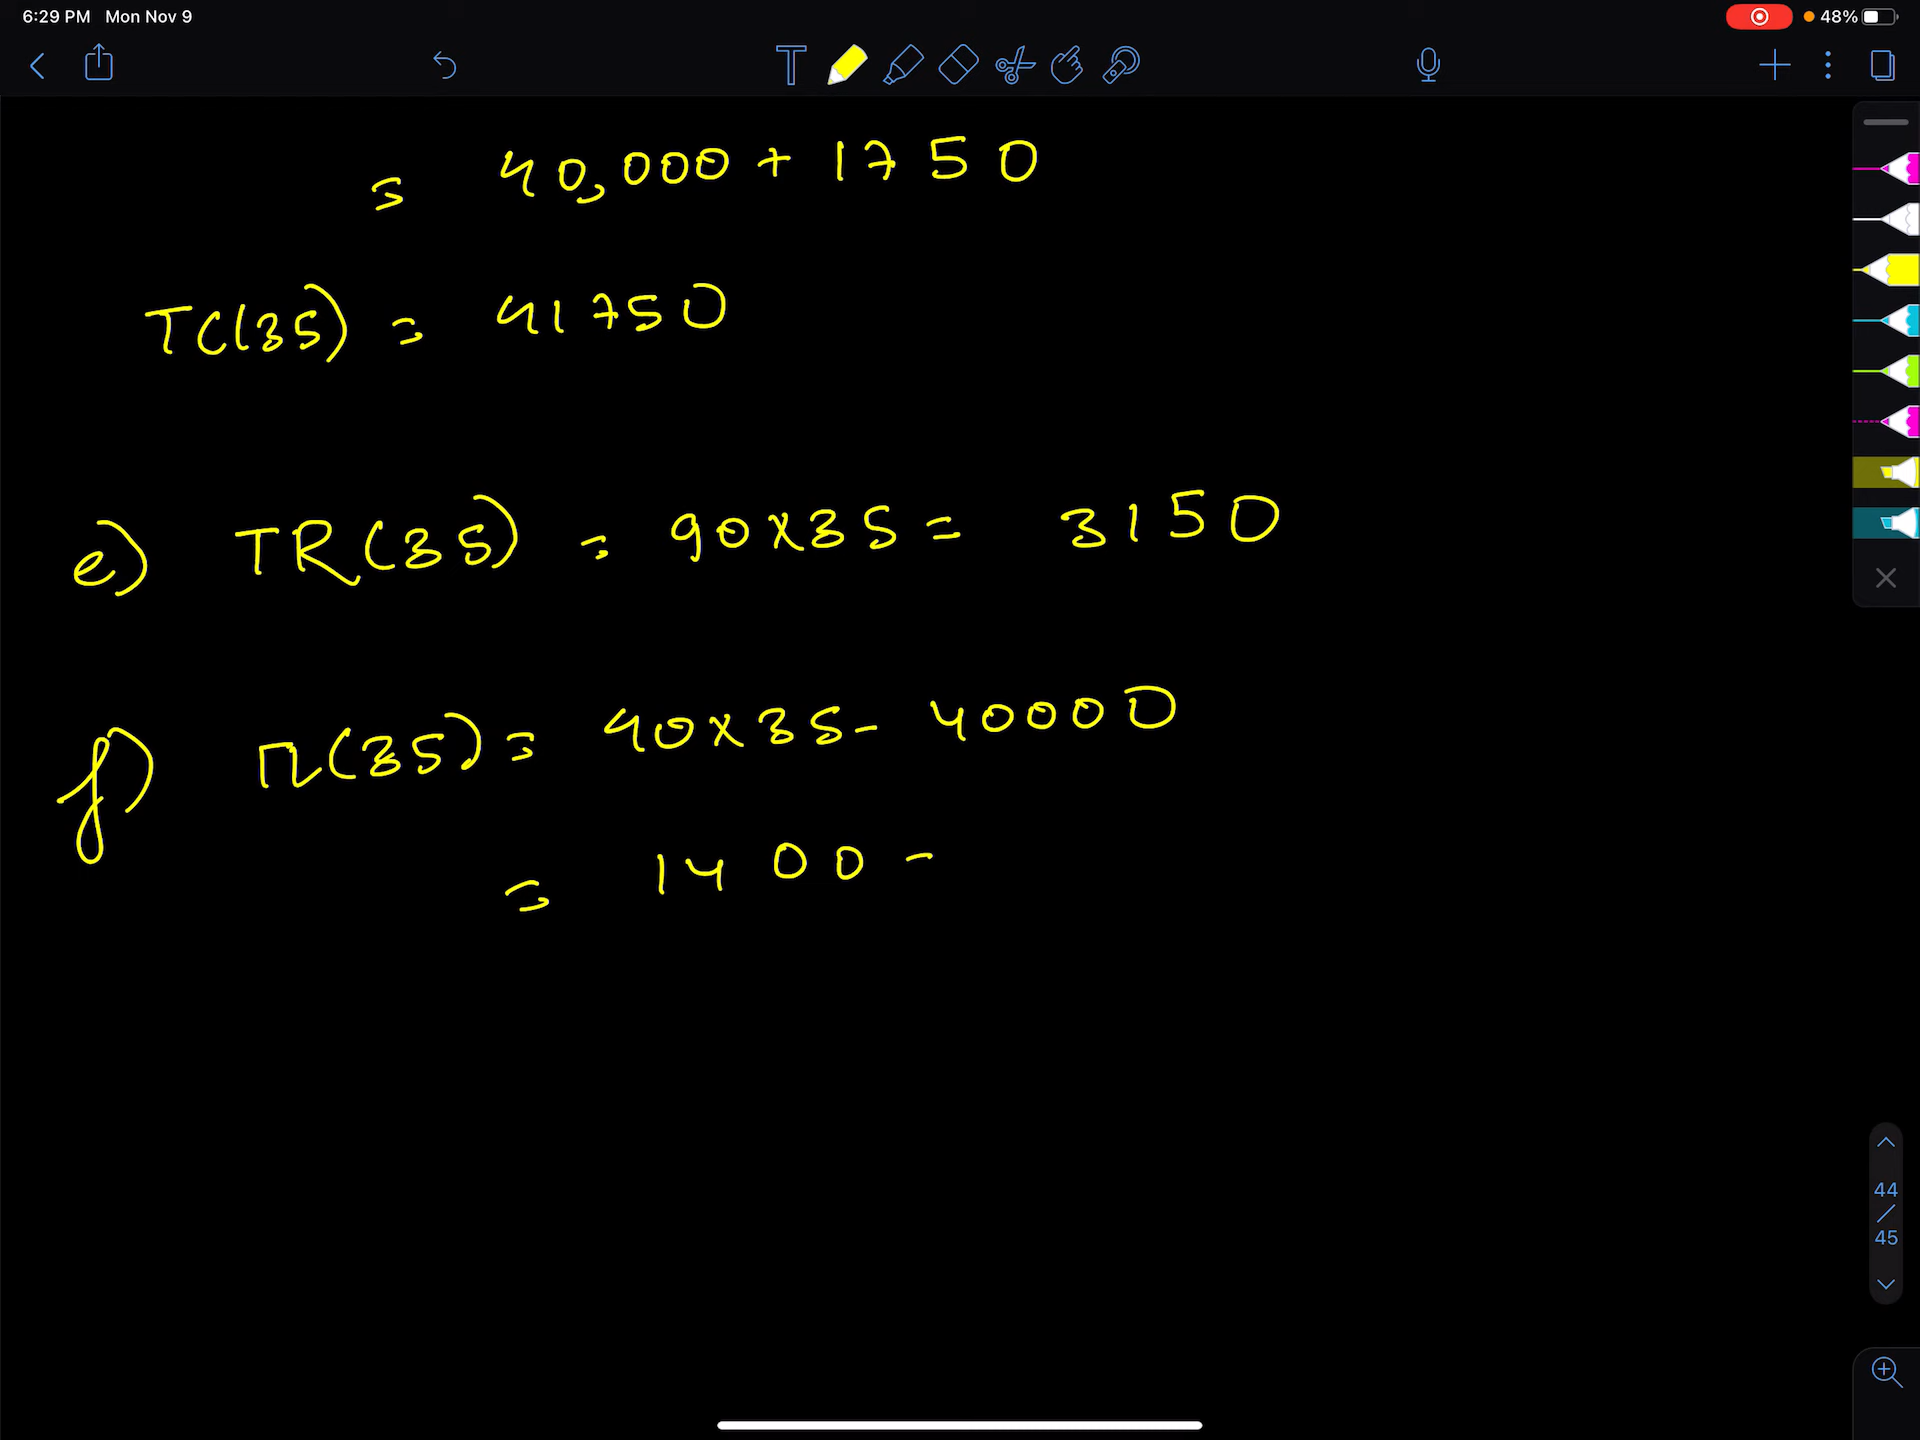 6:29 PM Mon Nov 9 48%
= 40,000 + 1750
TC(35) = 41750
e) TR(35) = 90x35 = 3150
f) π(35) = 40x35 - 40000
= 1400 -
44
/
45